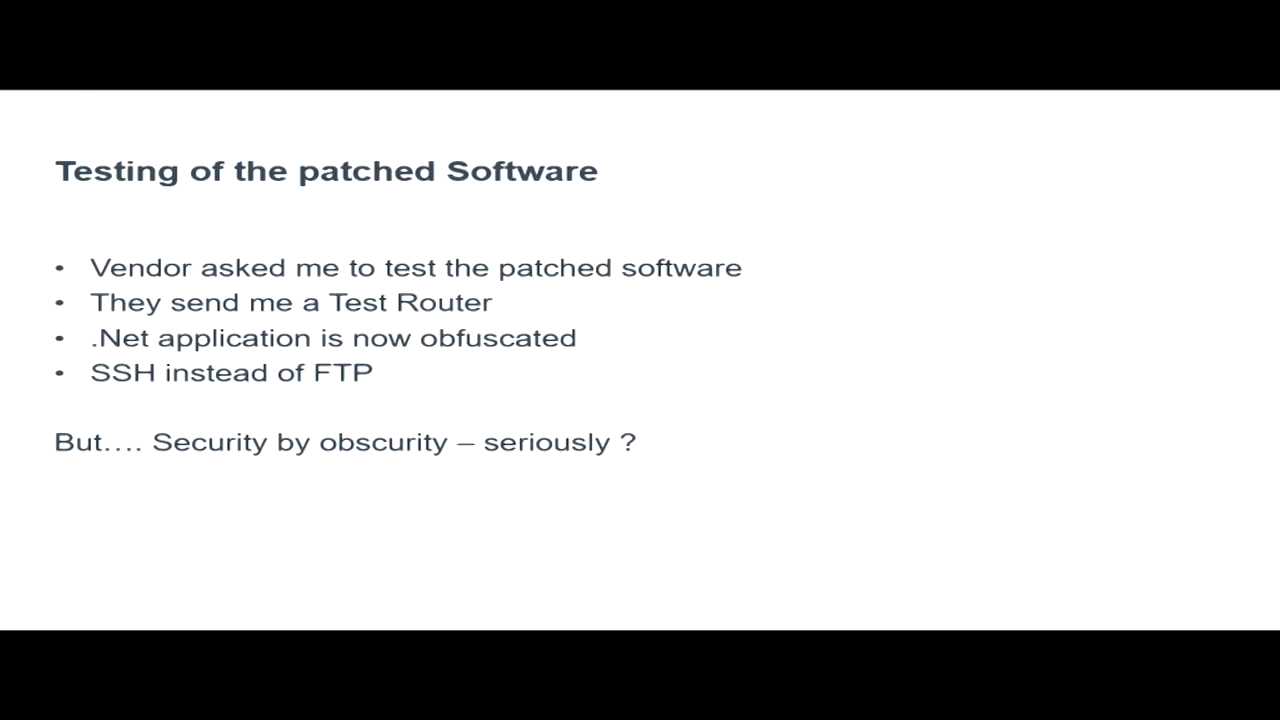 Testing of the patched Software
• Vendor asked me to test the patched software
• They send me a Test Router
• .Net application is now obfuscated
• SSH instead of FTP
But…. Security by obscurity – seriously ?